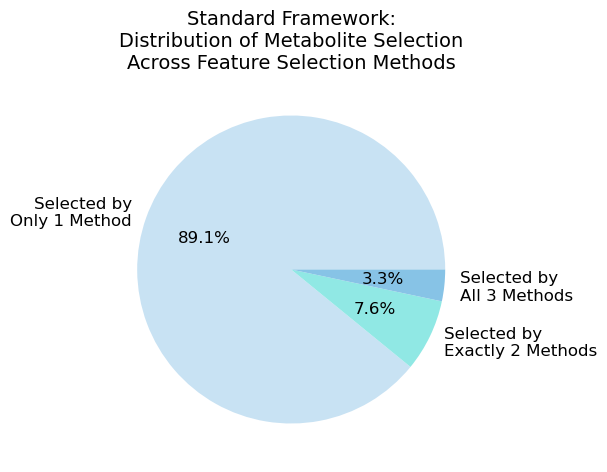 Standard Framework:
Distribution of Metabolite Selection
Across Feature Selection Methods
Selected by
Only 1 Method
89.1%
3.3%
Selected by
All 3 Methods
7.6%
Selected by
Exactly 2 Methods